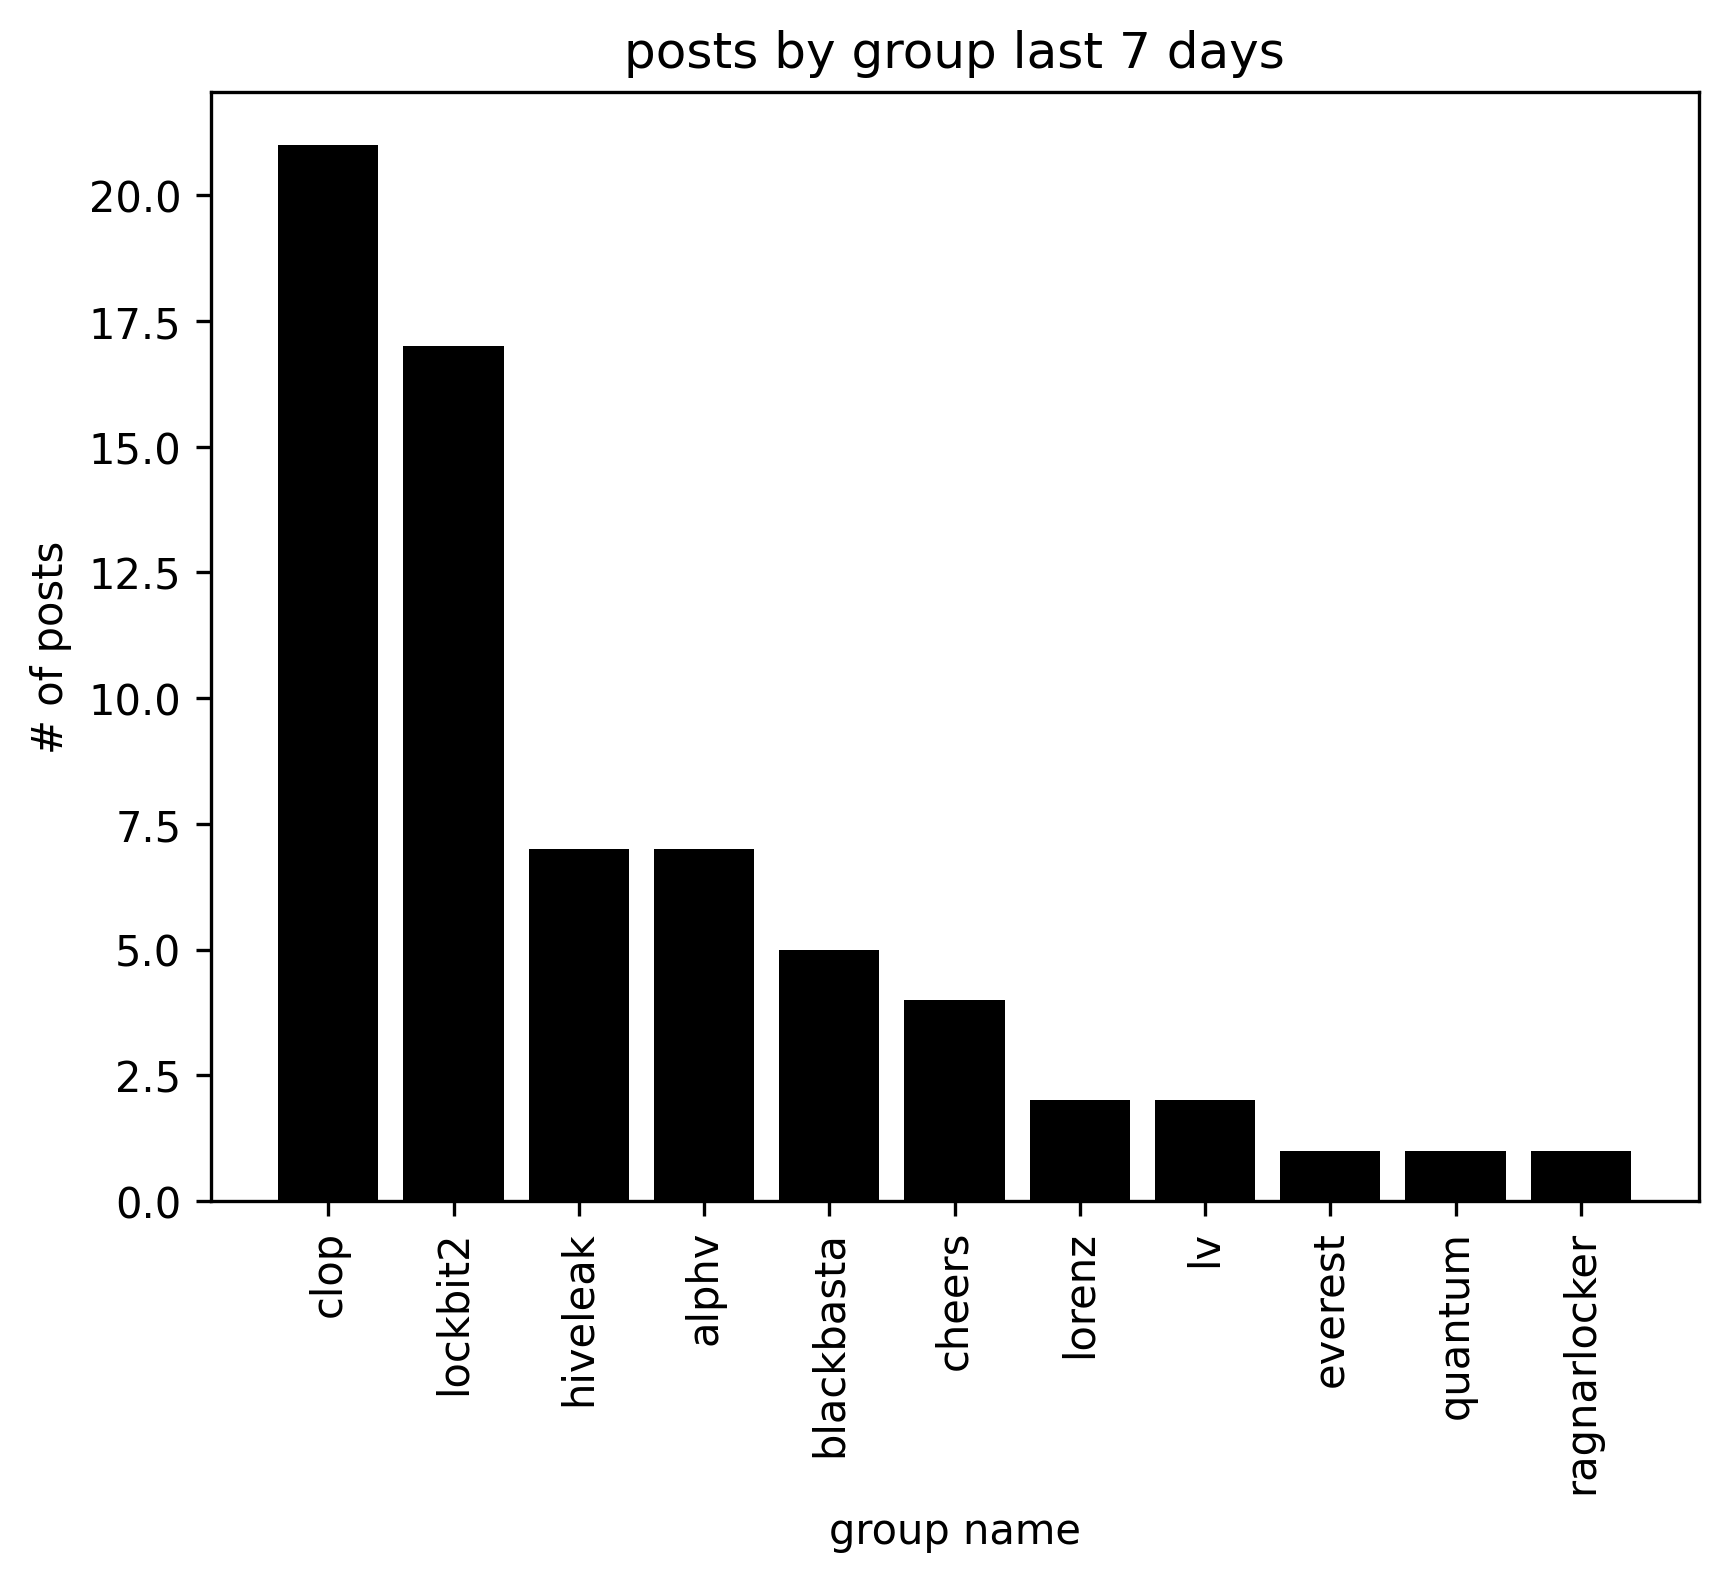 posts by group last 7 days
# of posts
20.0
17.5
15.0
12.5
10.0
7.5
5.0
2.5
0.0
clop
lockbit2
hiveleak
alphv
blackbasta
cheers
lorenz
lv
everest
quantum
ragnarlocker
group name